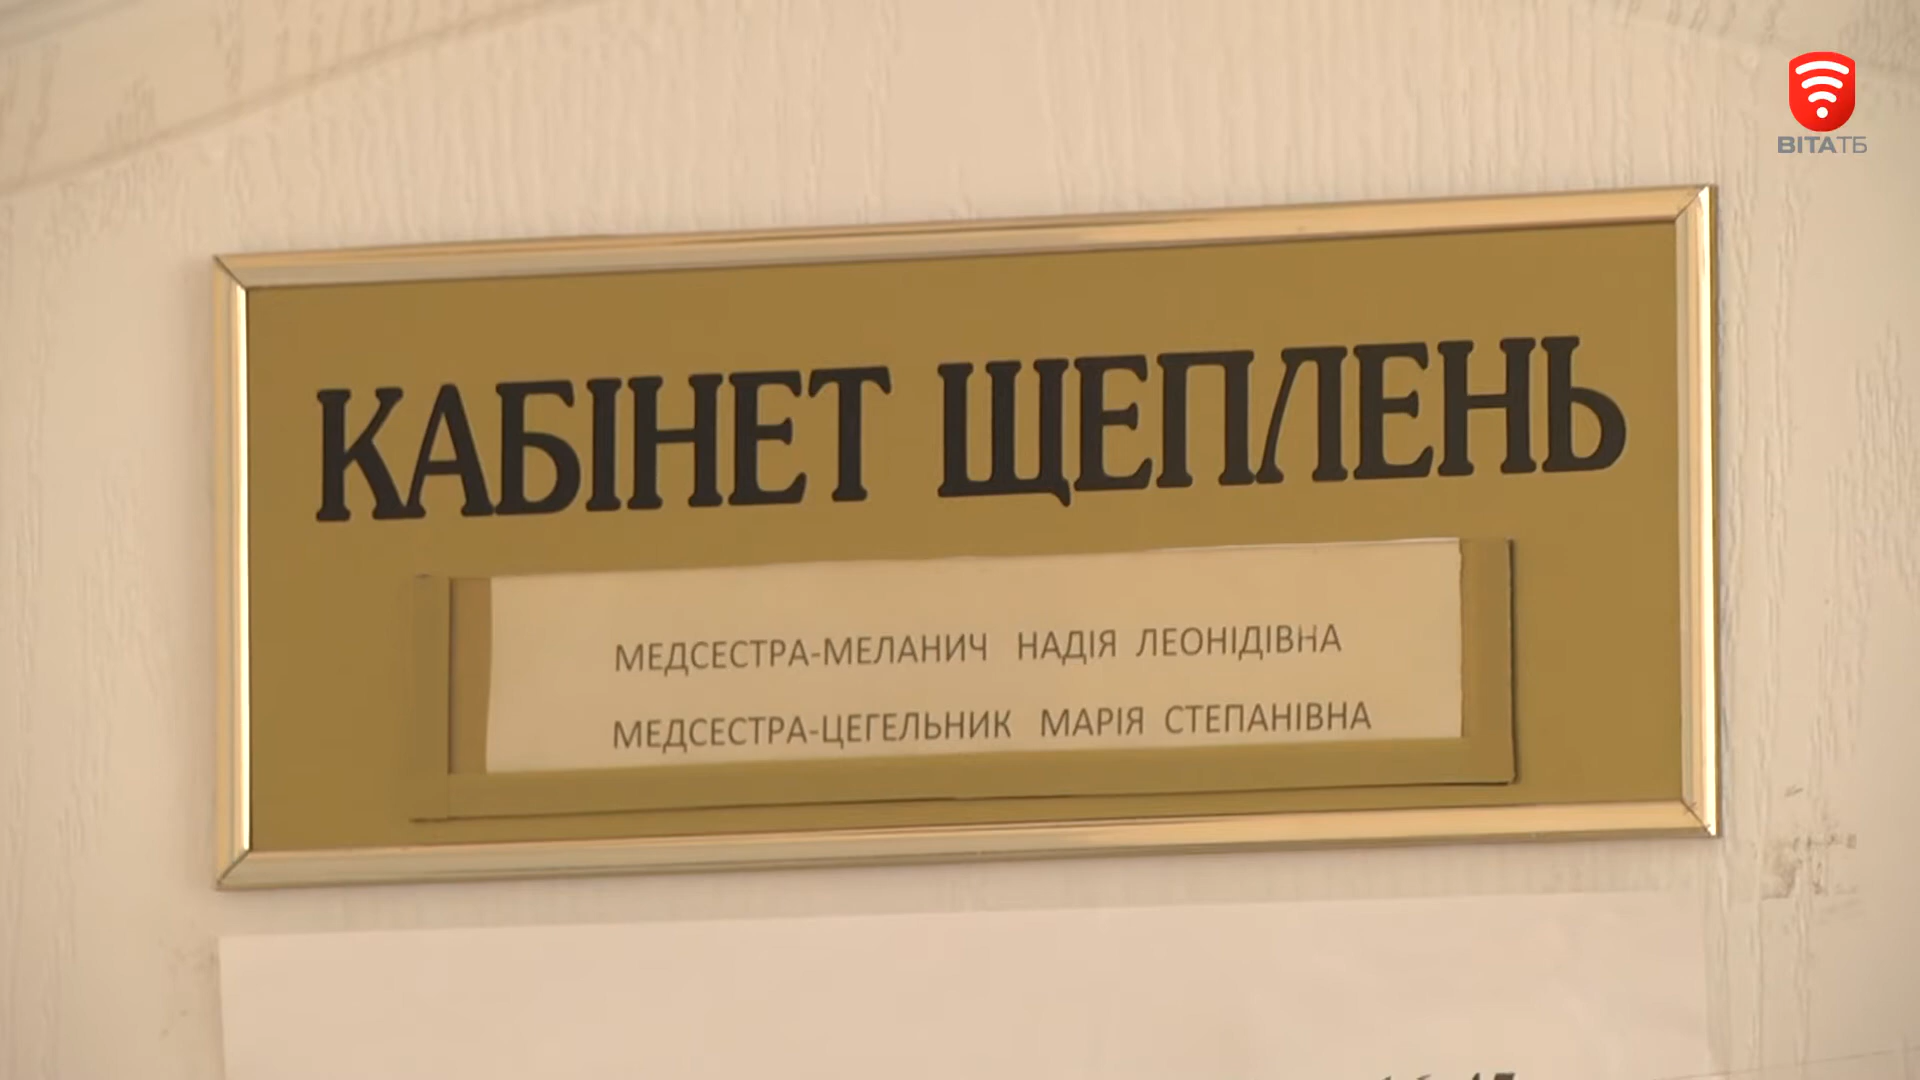 ВІТАТБ
КАБІНЕТ ЩЕПЛЕНЬ
МЕДСЕСТРА-МЕЛАНИЧ НАДІЯ ЛЕОНІДІВНА
МЕДСЕСТРА-ЦЕГЕЛЬНИК МАРІЯ СТЕПАНІВНА